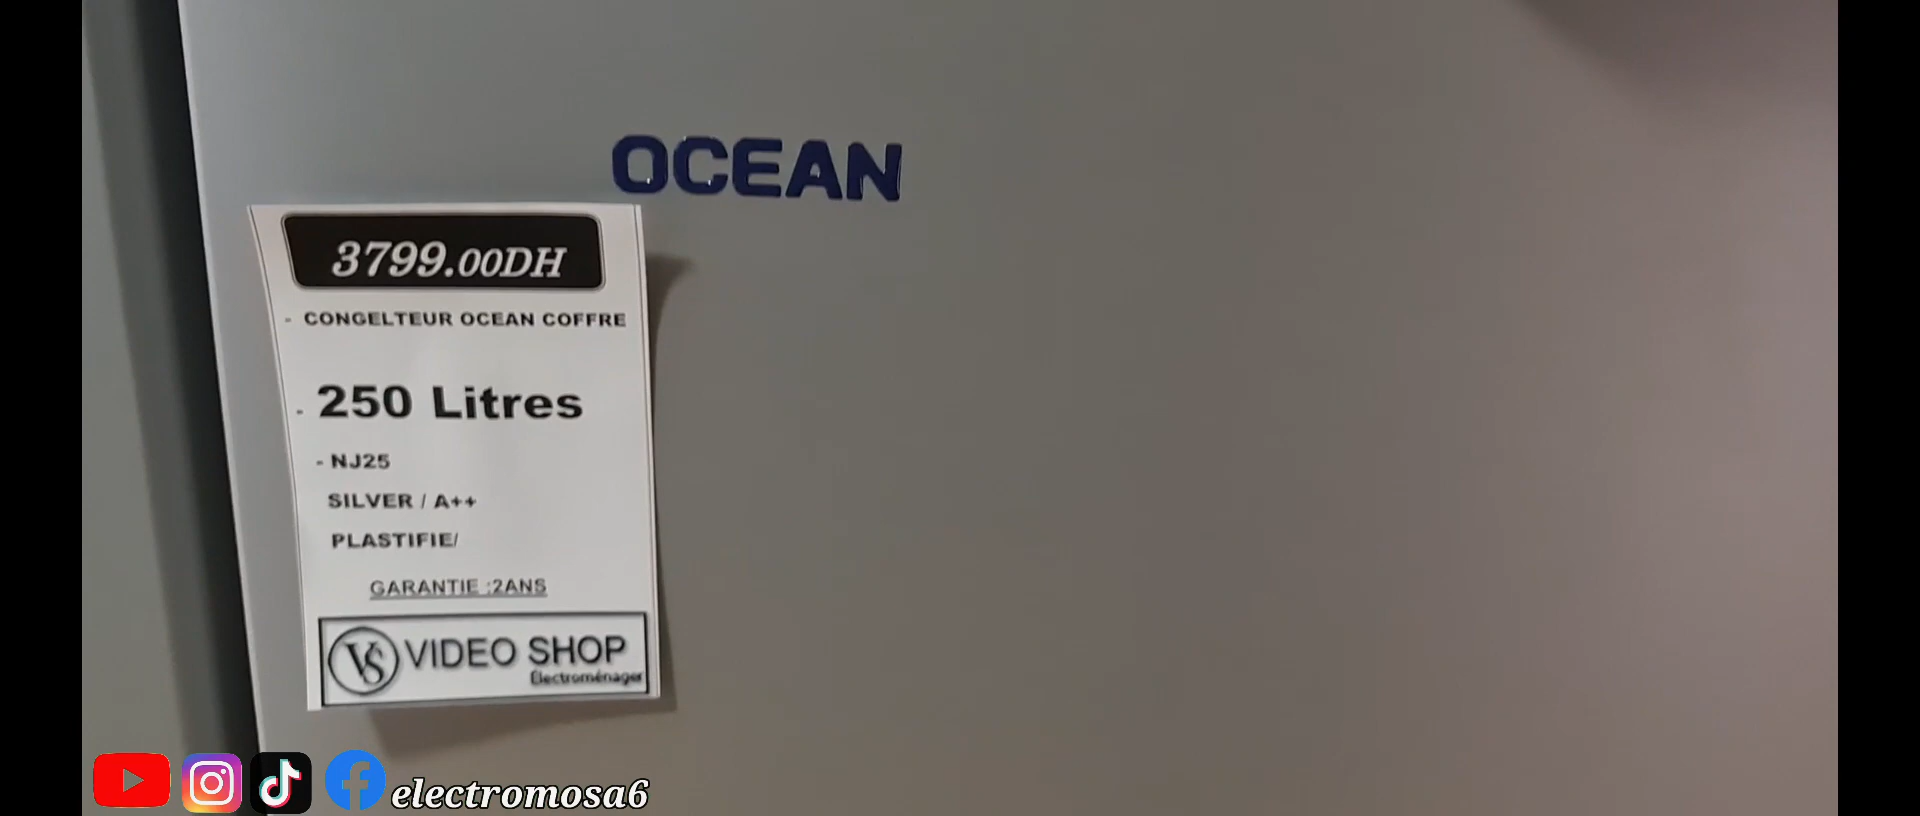 OCEAN
3799.00DH
- CONGELTEUR OCEAN COFFRE
- 250 Litres
- NJ25
SILVER / A++
PLASTIFIE/
GARANTIE :2ANS
VS VIDEO SHOP
Electroménager
electromosa6